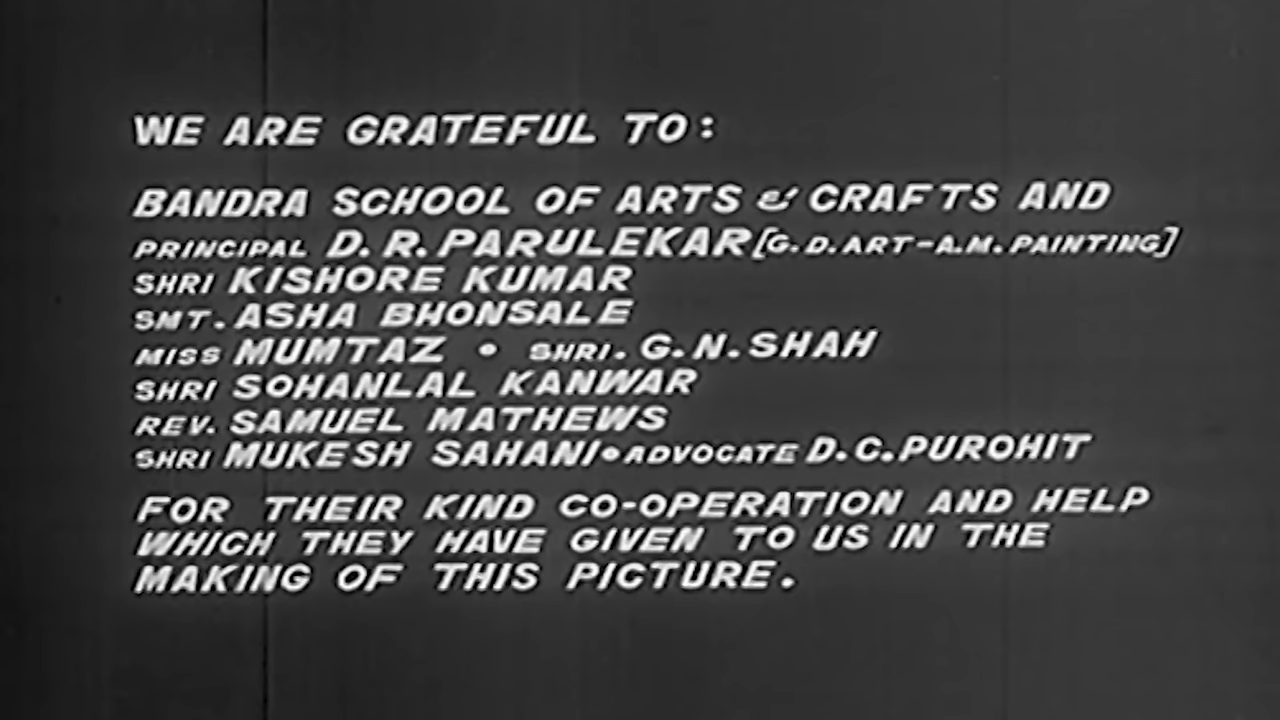 WE ARE GRATEFUL TO:
BANDRA SCHOOL OF ARTS & CRAFTS AND
PRINCIPAL D. R. PARULEKAR [G. D. ART-A.M. PAINTING]
SHRI KISHORE KUMAR
SMT. ASHA BHONSALE
MISS MUMTAZ • SHRI. G. N. SHAH
SHRI SOHANLAL KANWAR
REV. SAMUEL MATHEWS
SHRI MUKESH SAHANI • ADVOCATE D. C. PUROHIT
FOR THEIR KIND CO-OPERATION AND HELP
WHICH THEY HAVE GIVEN TO US IN THE
MAKING OF THIS PICTURE.